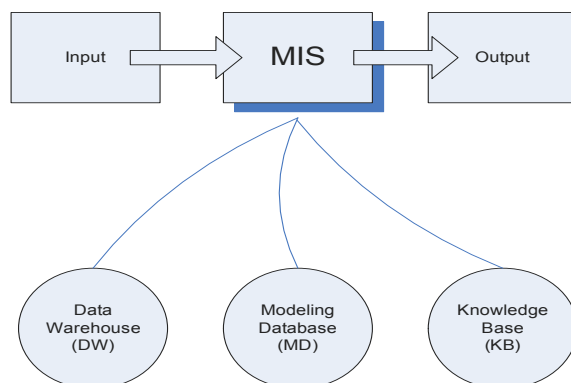 Input
MIS
Output
Data
Warehouse
(DW)
Modeling
Database
(MD)
Knowledge
Base
(KB)